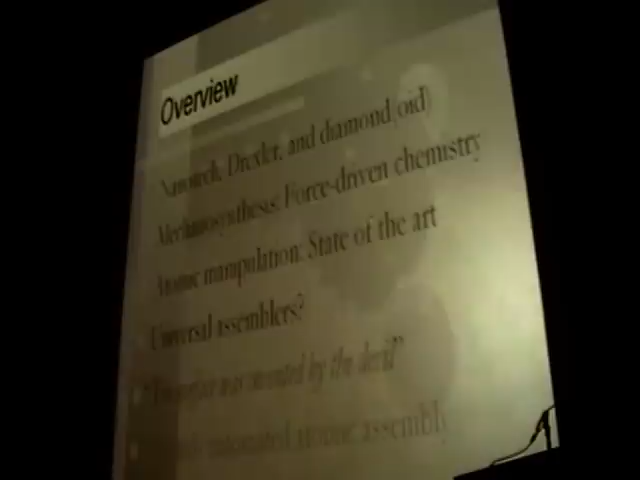 Overview
Nanotech, Drexler, and diamond(oid)
Mechanosynthesis: Force-driven chemistry
Atomic manipulation: State of the art
Universal assemblers?
invented by the devil"
automated atomic assembly